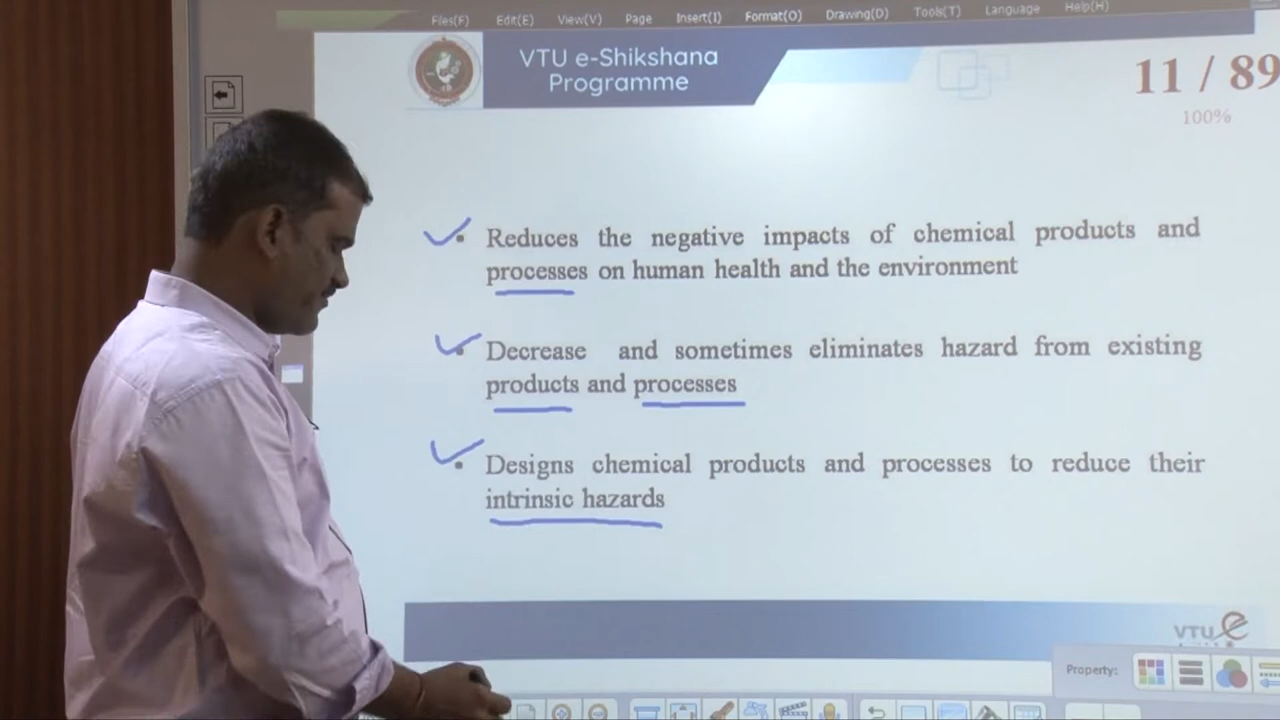 Files(F) Edit(E) View(V) Page Insert(I) Format(O) Drawing(D) Tools(T) Language Help(H)
VTU e-Shikshana
Programme
11 / 89
100%
• Reduces the negative impacts of chemical products and
processes on human health and the environment
• Decrease and sometimes eliminates hazard from existing
products and processes
• Designs chemical products and processes to reduce their
intrinsic hazards
VTU e
Property: